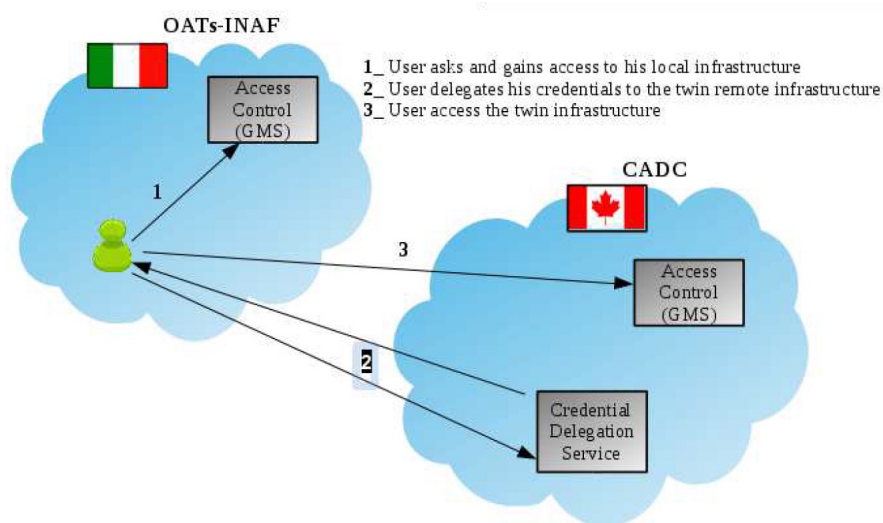 OATs-INAF
1_ User asks and gains access to his local infrastructure
2_ User delegates his credentials to the twin remote infrastructure
3_ User access the twin infrastructure
Access
Control
(GMS)
1
CADC
3
Access
Control
(GMS)
2
Credential
Delegation
Service